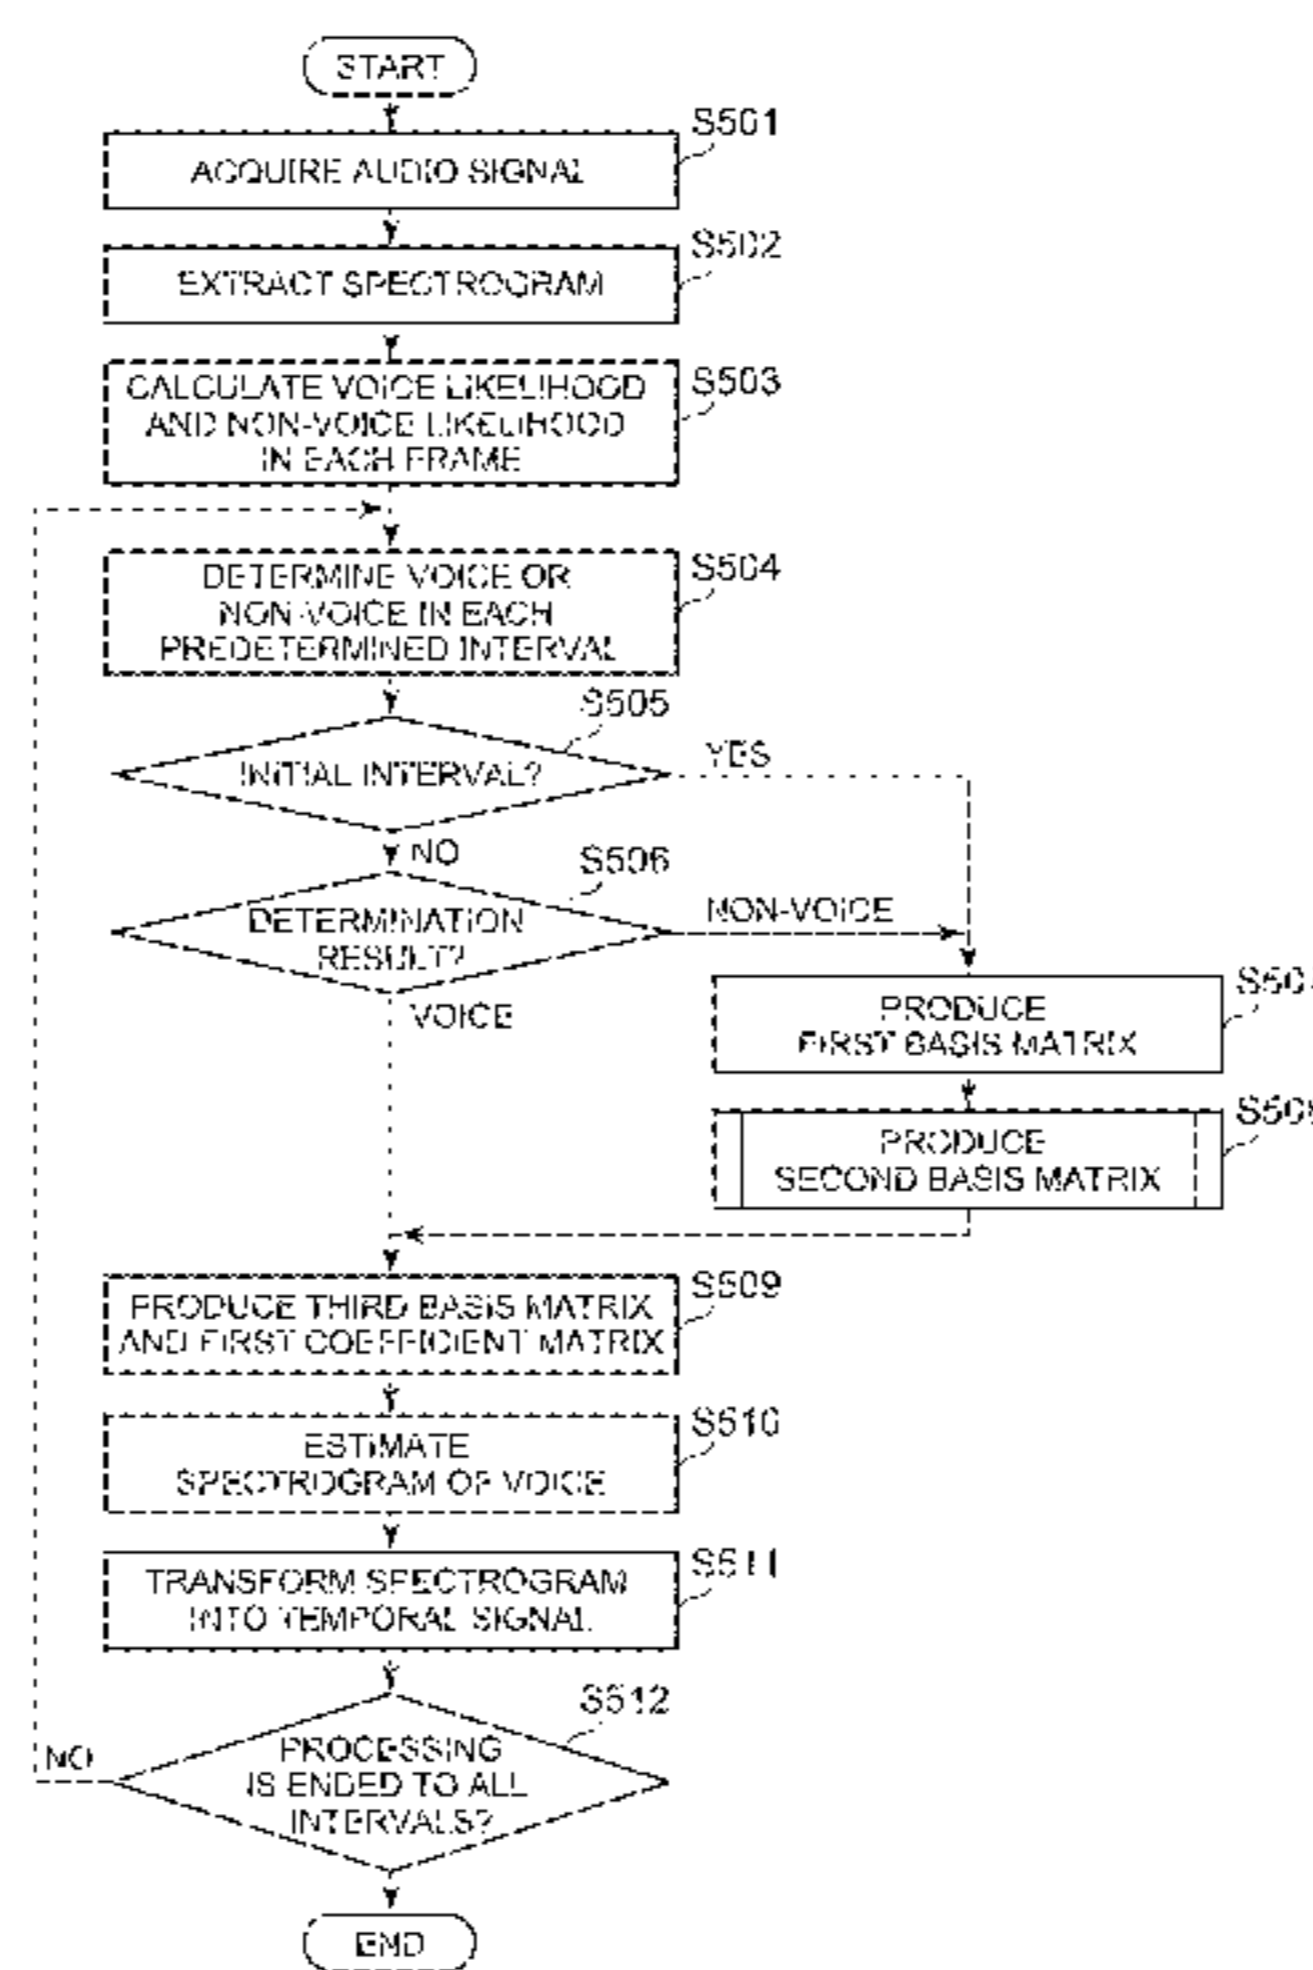 START
S501
ACQUIRE AUDIO SIGNAL
S502
EXTRACT SPECTROGRAM
S503
CALCULATE VOICE LIKELIHOOD
AND NON-VOICE LIKELIHOOD
IN EACH FRAME
S504
DETERMINE VOICE OR
NON-VOICE IN EACH
PREDETERMINED INTERVAL
S505
INITIAL INTERVAL?
YES
NO
S506
DETERMINATION
RESULT?
NON-VOICE
VOICE
PRODUCE
FIRST BASIS MATRIX
PRODUCE
SECOND BASIS MATRIX
S509
PRODUCE THIRD BASIS MATRIX
AND FIRST COEFFICIENT MATRIX
S510
ESTIMATE
SPECTROGRAM OF VOICE
S511
TRANSFORM SPECTROGRAM
INTO TEMPORAL SIGNAL
S512
PROCESSING
IS ENDED TO ALL
INTERVALS?
NO
END